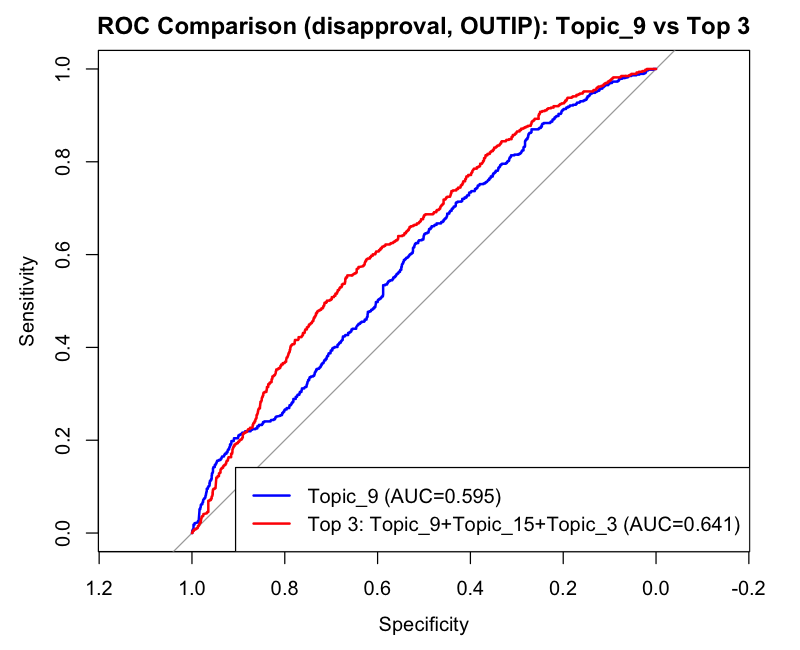 ROC Comparison (disapproval, OUTIP): Topic_9 vs Top 3
Sensitivity
1.0
0.8
0.6
0.4
0.2
0.0
Topic_9 (AUC=0.595)
Top 3: Topic_9+Topic_15+Topic_3 (AUC=0.641)
1.2 1.0 0.8 0.6 0.4 0.2 0.0 -0.2
Specificity